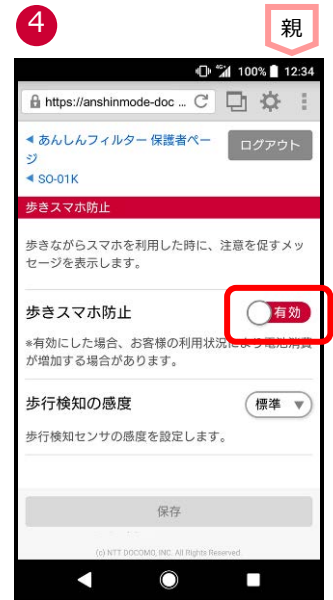 4
親
4G 100% 12:34
https://anshinmode-doc ...
◀ あんしんフィルター 保護者ページ
ログアウト
◀ SO-01K
歩きスマホ防止
歩きながらスマホを利用した時に、注意を促すメッ
セージを表示します。
歩きスマホ防止
有効
※有効にした場合、お客様の利用状況により電池消費
が増加する場合があります。
歩行検知の感度
標準 ▼
歩行検知センサの感度を設定します。
保存
(c) NTT DOCOMO, INC. All Rights Reserved.